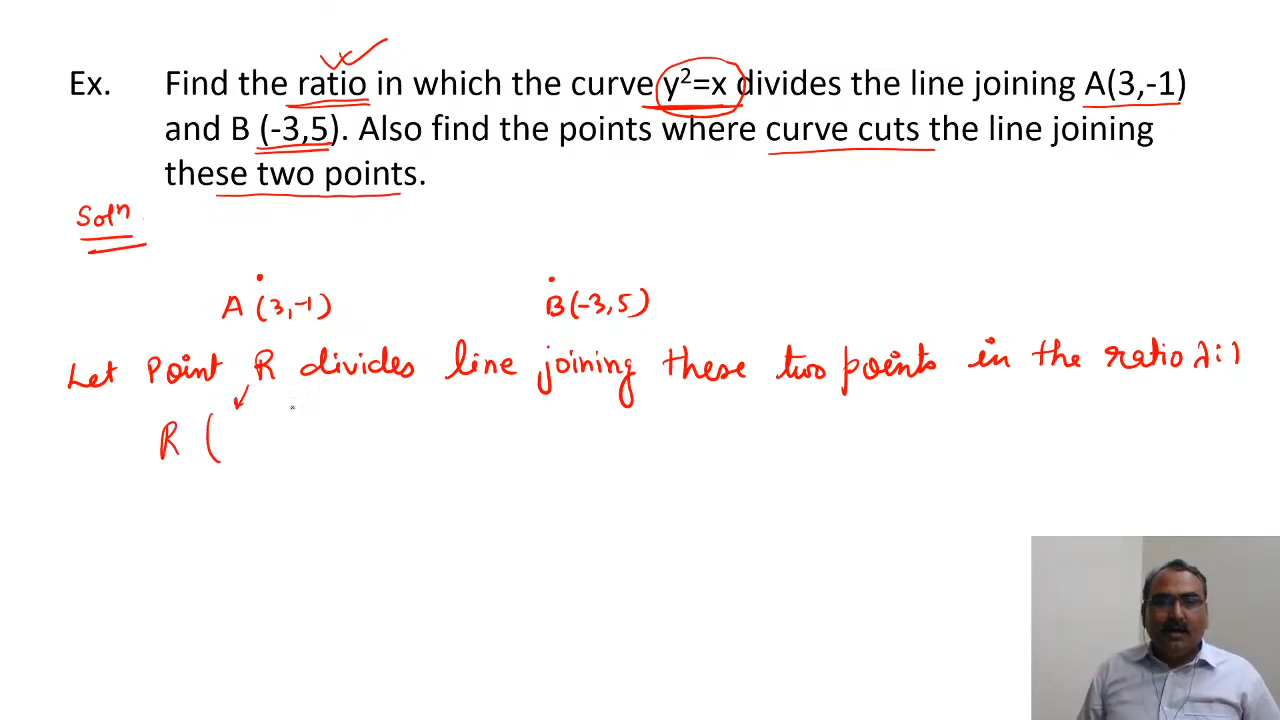 Ex. Find the ratio in which the curve y²=x divides the line joining A(3,-1)
and B (-3,5). Also find the points where curve cuts the line joining
these two points.
Solⁿ
A (3,-1) B(-3,5)
Let Point R divides line joining these two points in the ratio λ:1
R (